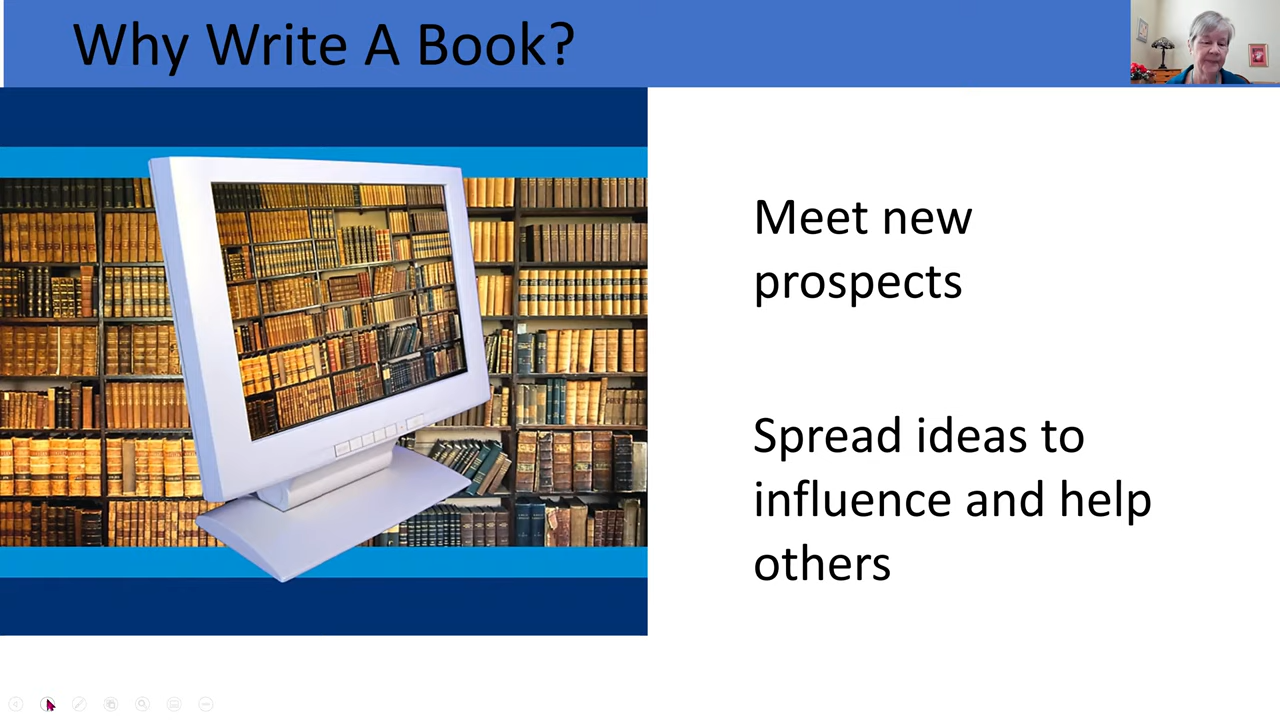 Why Write A Book?
Meet new
prospects
Spread ideas to
influence and help
others